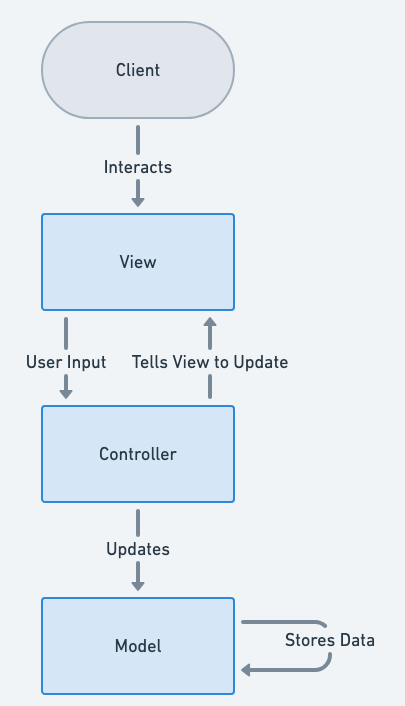 Client
Interacts
View
User Input
Tells View to Update
Controller
Updates
Model
Stores Data